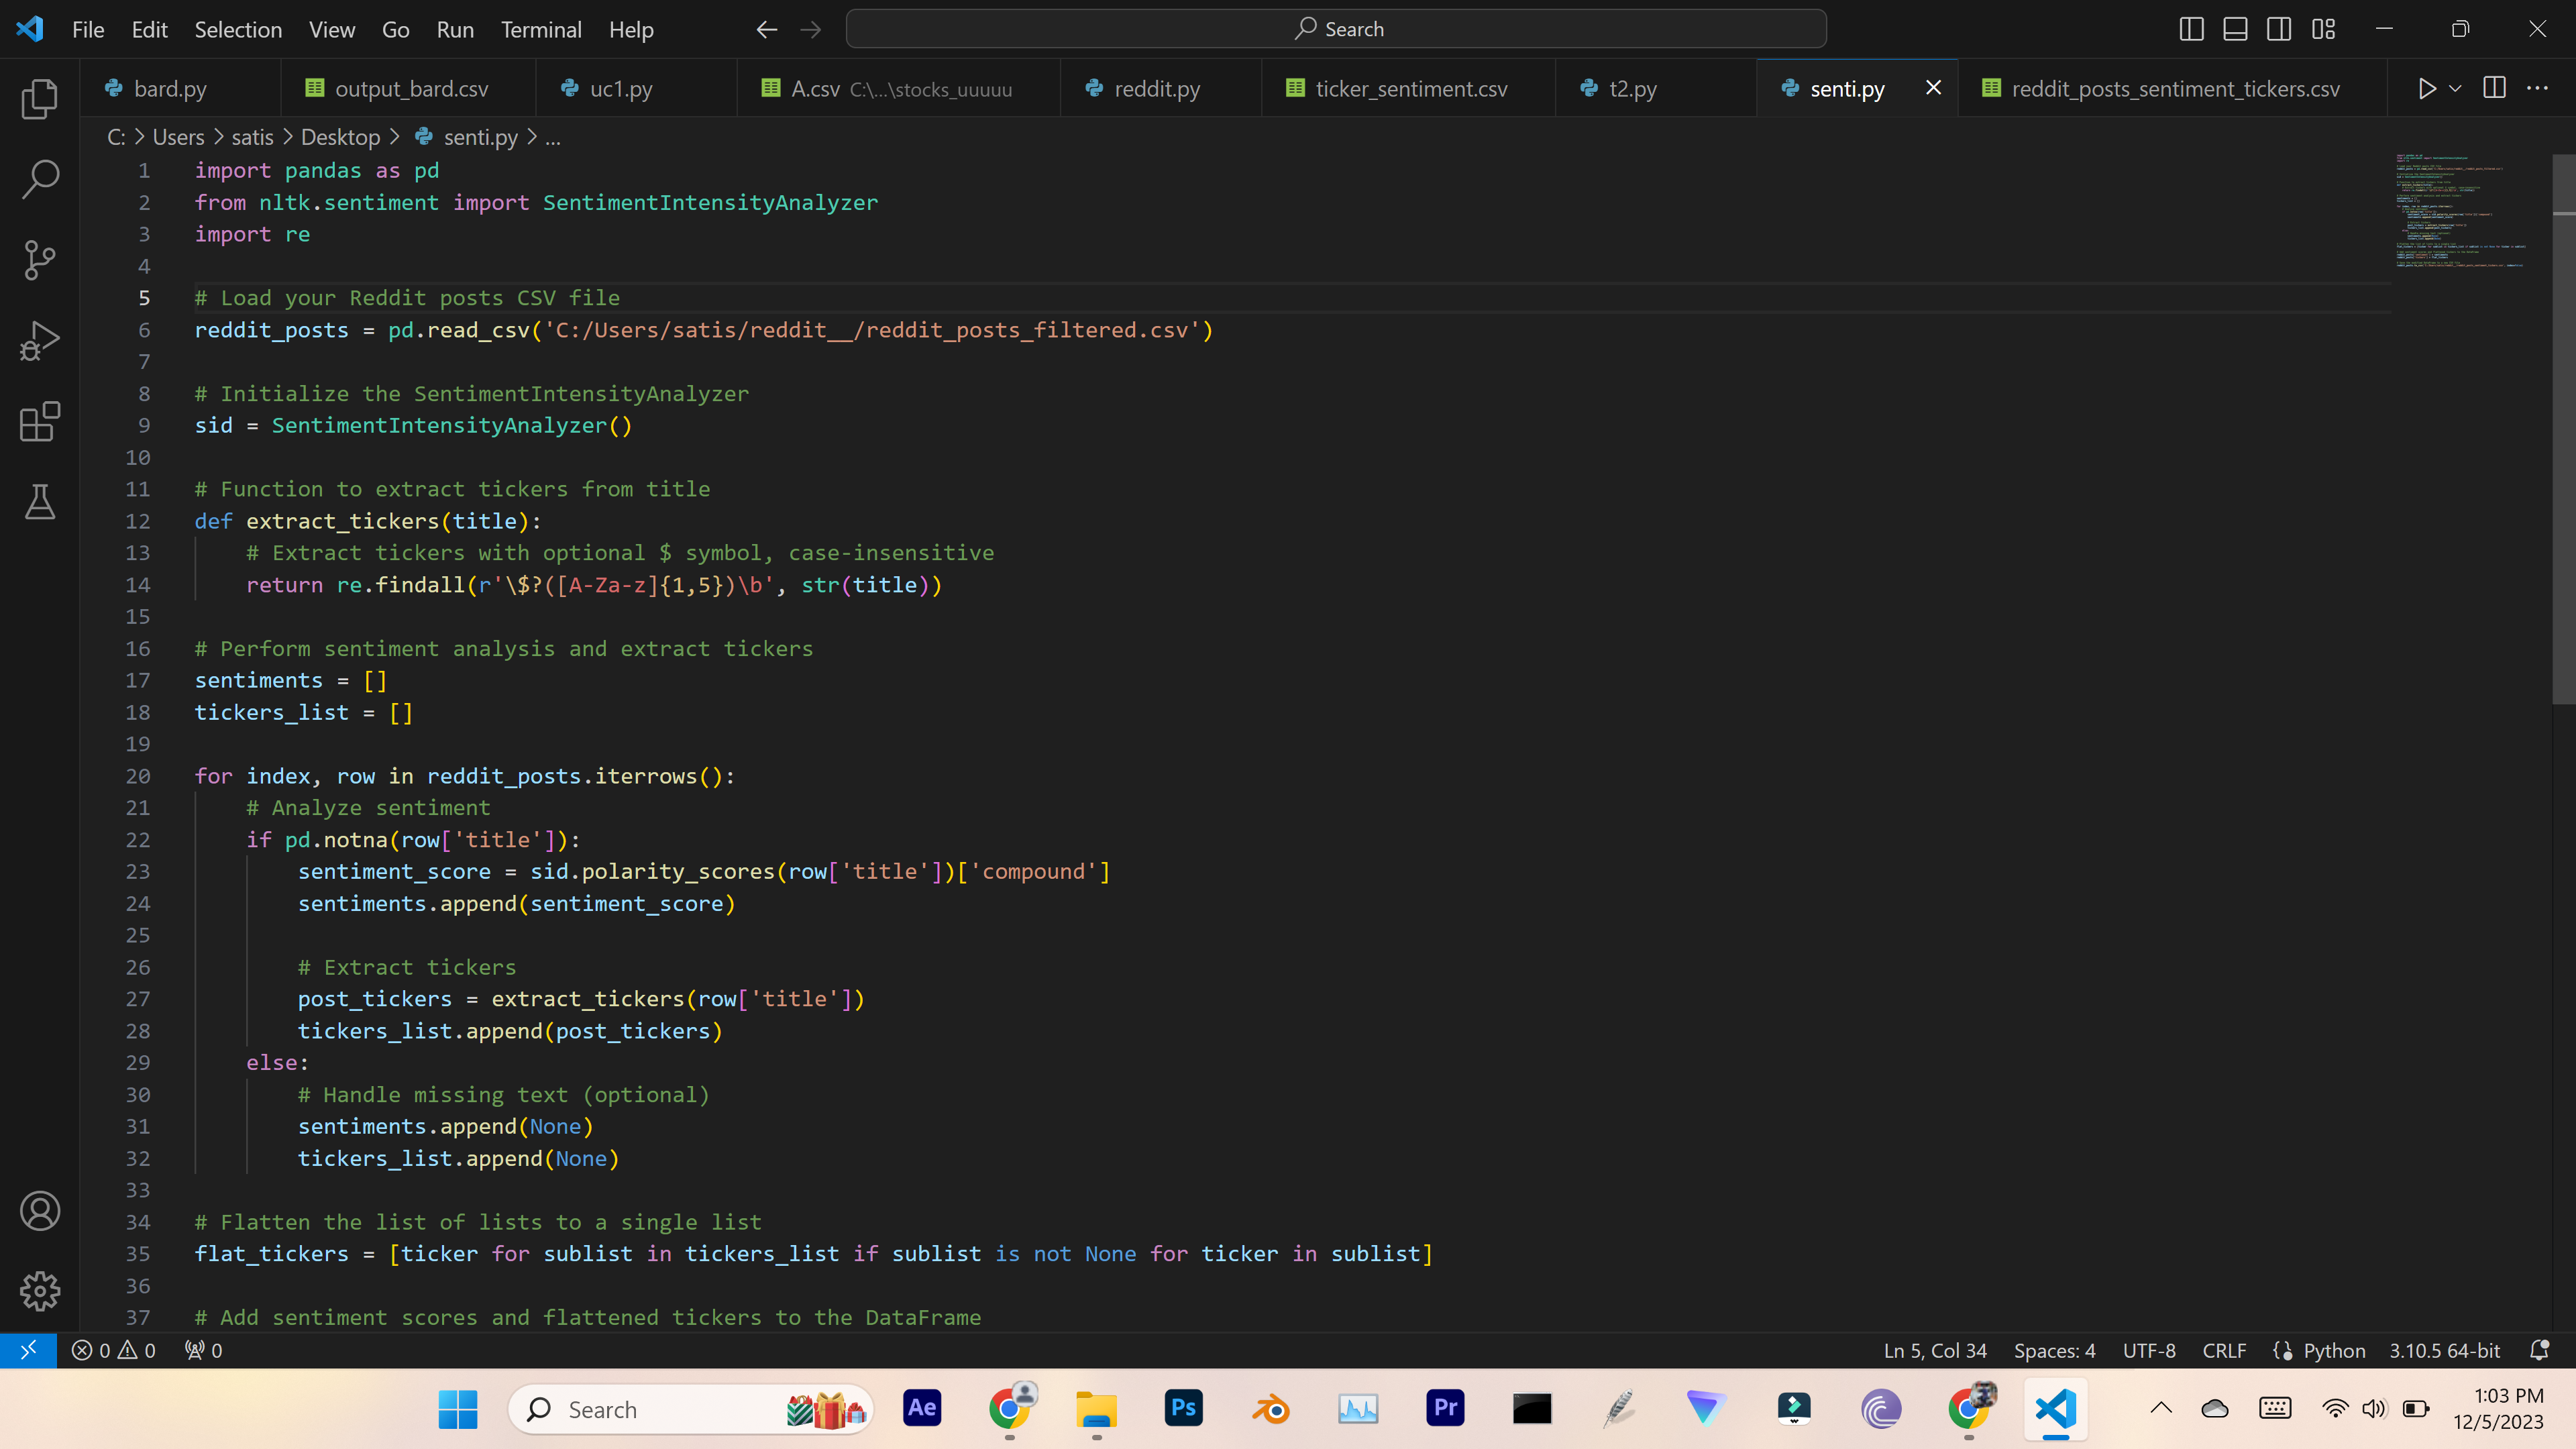 File Edit Selection View Go Run Terminal Help
Search
bard.py output_bard.csv uc1.py A.csv C:\...\stocks_uuuuu reddit.py ticker_sentiment.csv t2.py senti.py reddit_posts_sentiment_tickers.csv
C: > Users > satis > Desktop > senti.py > ...
1 import pandas as pd
2 from nltk.sentiment import SentimentIntensityAnalyzer
3 import re
4
5 # Load your Reddit posts CSV file
6 reddit_posts = pd.read_csv('C:/Users/satis/reddit__/reddit_posts_filtered.csv')
7
8 # Initialize the SentimentIntensityAnalyzer
9 sid = SentimentIntensityAnalyzer()
10
11 # Function to extract tickers from title
12 def extract_tickers(title):
13     # Extract tickers with optional $ symbol, case-insensitive
14     return re.findall(r'\$?([A-Za-z]{1,5})\b', str(title))
15
16 # Perform sentiment analysis and extract tickers
17 sentiments = []
18 tickers_list = []
19
20 for index, row in reddit_posts.iterrows():
21     # Analyze sentiment
22     if pd.notna(row['title']):
23         sentiment_score = sid.polarity_scores(row['title'])['compound']
24         sentiments.append(sentiment_score)
25
26         # Extract tickers
27         post_tickers = extract_tickers(row['title'])
28         tickers_list.append(post_tickers)
29     else:
30         # Handle missing text (optional)
31         sentiments.append(None)
32         tickers_list.append(None)
33
34 # Flatten the list of lists to a single list
35 flat_tickers = [ticker for sublist in tickers_list if sublist is not None for ticker in sublist]
36
37 # Add sentiment scores and flattened tickers to the DataFrame
0 0 0 Ln 5, Col 34 Spaces: 4 UTF-8 CRLF Python 3.10.5 64-bit
Search Ae Ps Pr 1:03 PM
12/5/2023